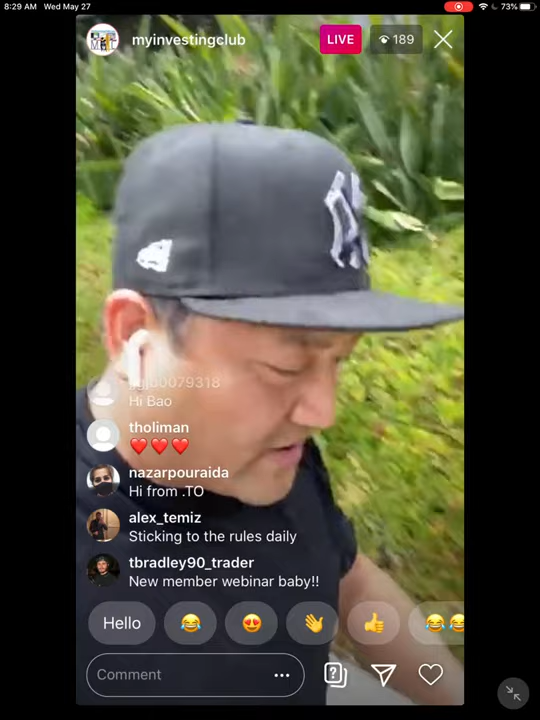 8:29 AM Wed May 27
73%
myinvestingclub
LIVE
189
Hi Bao
tholiman
❤️❤️❤️
nazarpouraida
Hi from .TO
alex_temiz
Sticking to the rules daily
tbradley90_trader
New member webinar baby!!
Hello
Comment